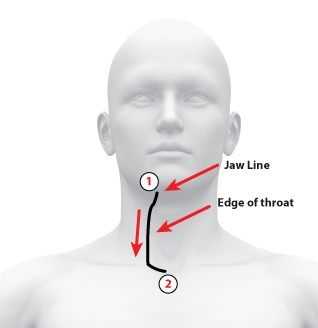 Jaw Line
1
Edge of throat
2